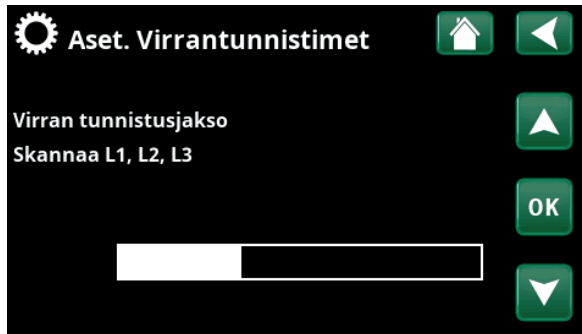 Aset. Virrantunnistimet
Virran tunnistusjakso
Skannaa L1, L2, L3
OK